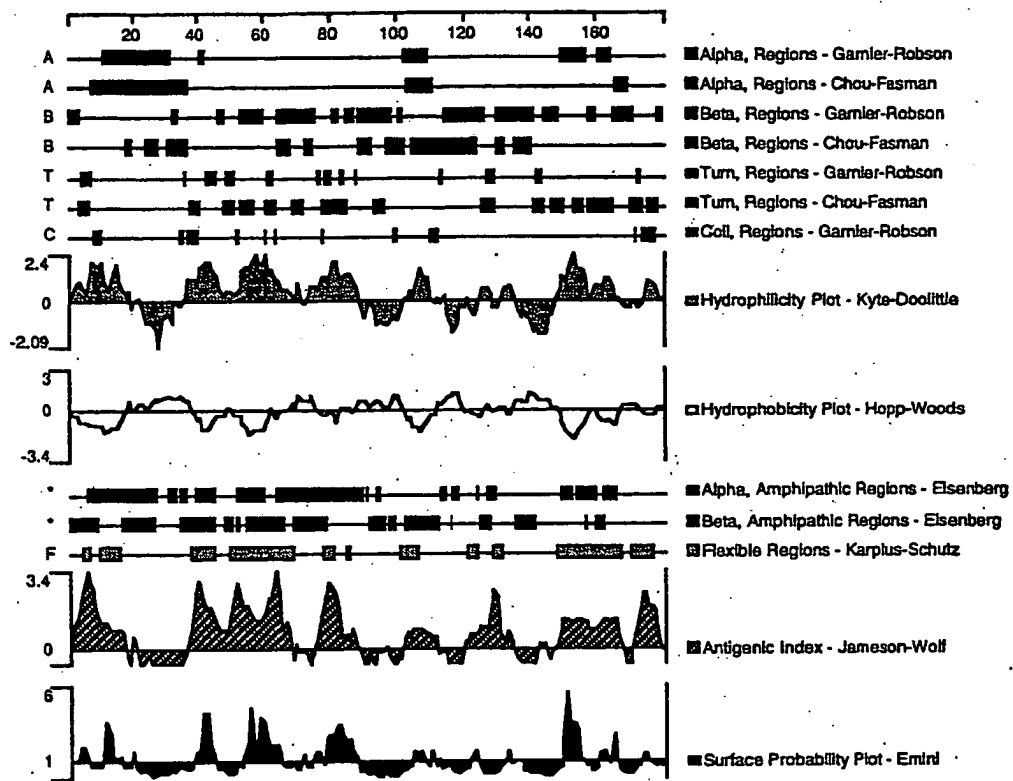 20 40 60 80 100 120 140 160
A Alpha, Regions - Garnier-Robson
A Alpha, Regions - Chou-Fasman
B Beta, Regions - Garnier-Robson
B Beta, Regions - Chou-Fasman
T Turn, Regions - Garnier-Robson
T Turn, Regions - Chou-Fasman
C Coil, Regions - Garnier-Robson
2.4
0 Hydrophilicity Plot - Kyte-Doolittle
-2.09
3
0 Hydrophobicity Plot - Hopp-Woods
-3.4
* Alpha, Amphipathic Regions - Eisenberg
* Beta, Amphipathic Regions - Eisenberg
F Flexible Regions - Karplus-Schulz
3.4
0 Antigenic Index - Jameson-Wolf
6
1 Surface Probability Plot - Emini